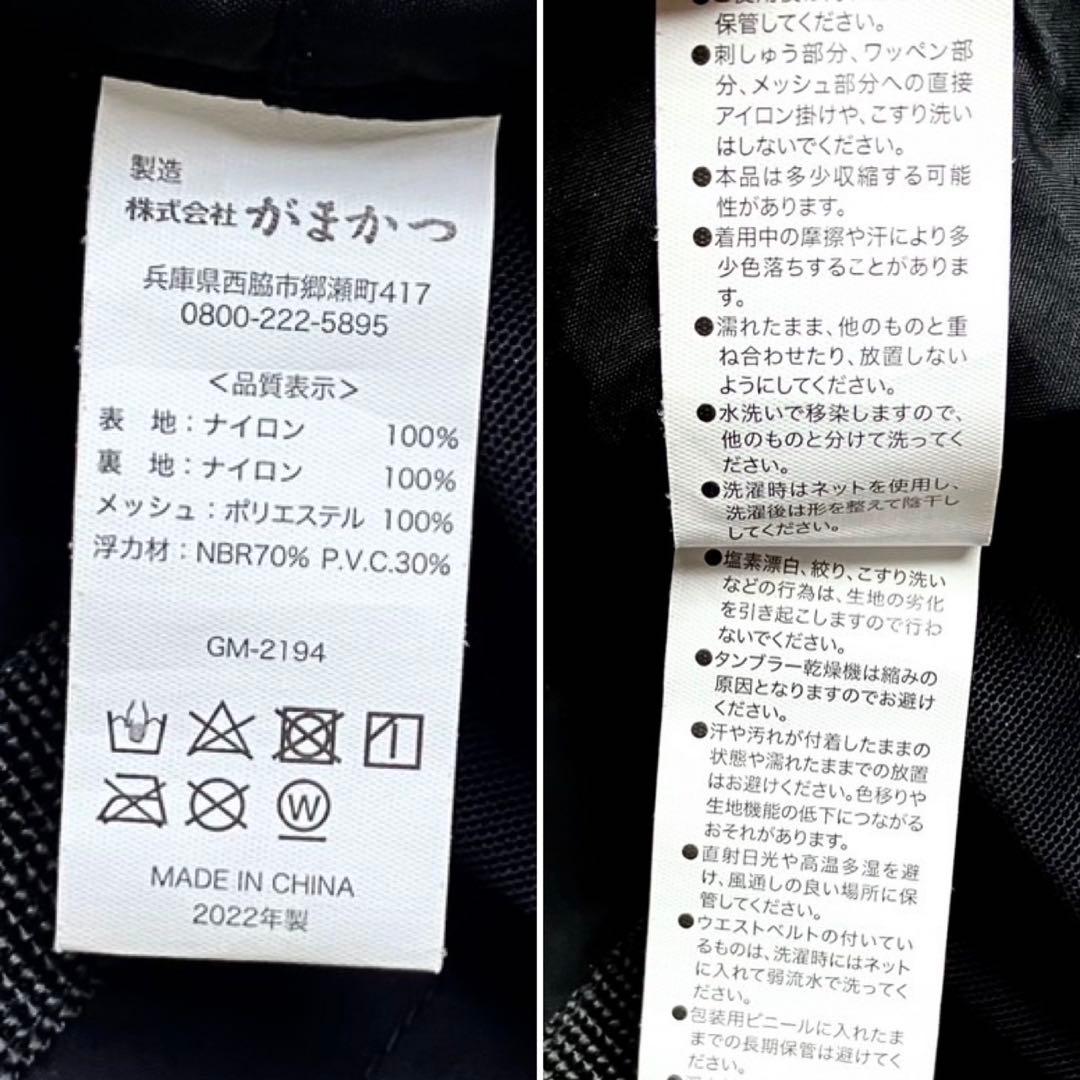 製造
株式会社 がまかつ
兵庫県西脇市郷瀬町417
0800-222-5895
＜品質表示＞
表　地：ナイロン 100%
裏　地：ナイロン 100%
メッシュ：ポリエステル 100%
浮力材：NBR70% P.V.C.30%
GM-2194
W
MADE IN CHINA
2022年製
保管してください。
●刺しゅう部分、ワッペン部
分、メッシュ部分への直接
アイロン掛けや、こすり洗い
はしないでください。
●本品は多少収縮する可能
性があります。
●着用中の摩擦や汗により多
少色落ちすることがありま
す。
●濡れたまま、他のものと重
ね合わせたり、放置しない
ようにしてください。
●水洗いで移染しますので、
他のものと分けて洗ってく
ださい。
●洗濯時はネットを使用し、
洗濯後は形を整えて陰干し
してください。
●塩素漂白、絞り、こすり洗い
などの行為は、生地の劣化
を引き起こしますので行わ
ないでください。
●タンブラー乾燥機は縮みの
原因となりますのでお避け
ください。
●汗や汚れが付着したままの
状態や濡れたままでの放置
はお避けください。色移りや
生地機能の低下につながる
おそれがあります。
●直射日光や高温多湿を避
け、風通しの良い場所に保
管してください。
●ウエストベルトの付いてい
るものは、洗濯時にはネット
に入れて弱流水で洗ってく
ださい。
●包装用ビニールに入れたま
までの長期保管は避けてく
ださい。